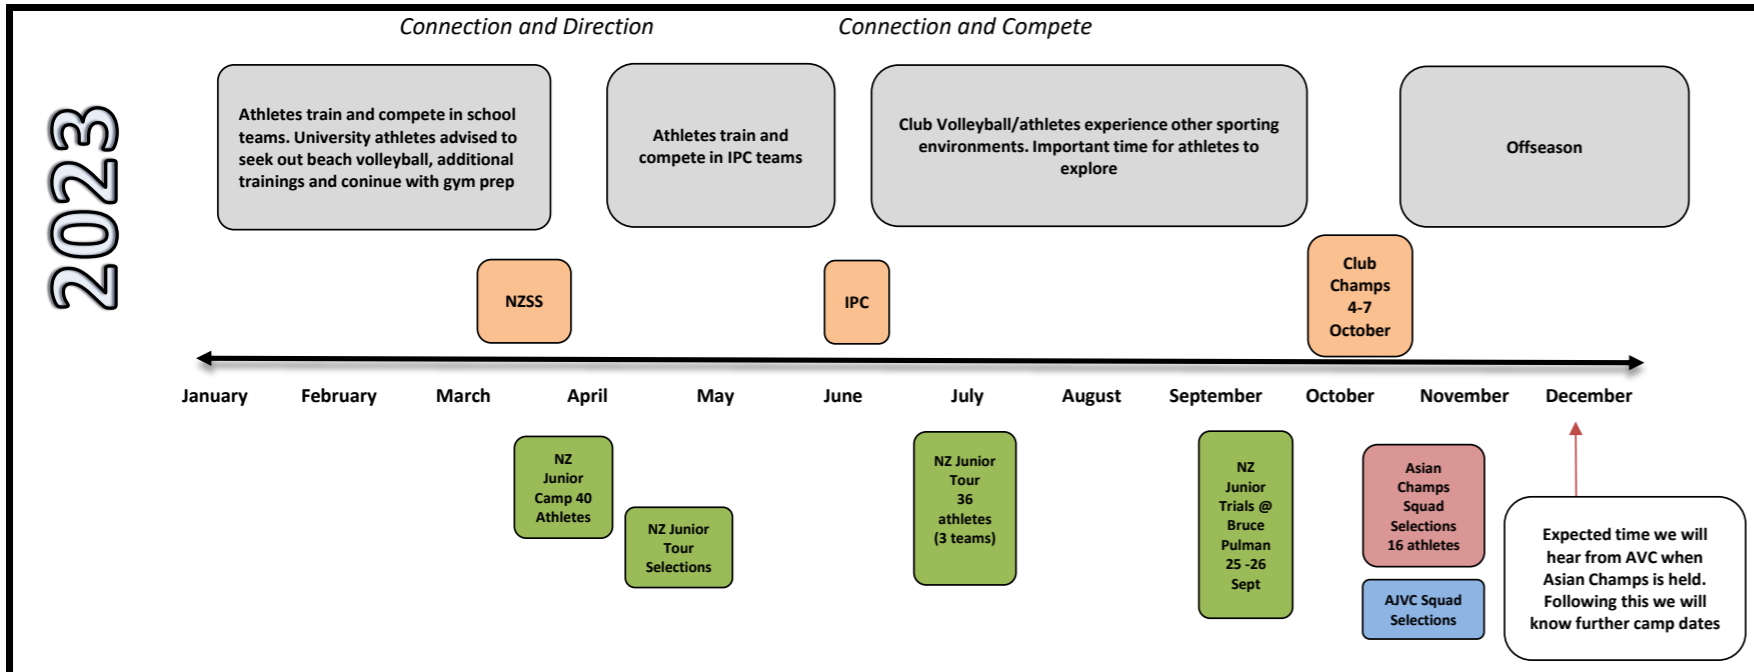 Connection and Direction
Connection and Compete
2023
Athletes train and compete in school
teams. University athletes advised to
seek out beach volleyball, additional
trainings and coninue with gym prep
Athletes train and
compete in IPC teams
Club Volleyball/athletes experience other sporting
environments. Important time for athletes to
explore
Offseason
NZSS
IPC
Club
Champs
4-7
October
January
February
March
April
May
June
July
August
September
October
November
December
NZ
Junior
Camp 40
Athletes
NZ Junior
Tour
Selections
NZ Junior
Tour
36
athletes
(3 teams)
NZ
Junior
Trials @
Bruce
Pulman
25 -26
Sept
Asian
Champs
Squad
Selections
16 athletes
AJVC Squad
Selections
Expected time we will
hear from AVC when
Asian Champs is held.
Following this we will
know further camp dates